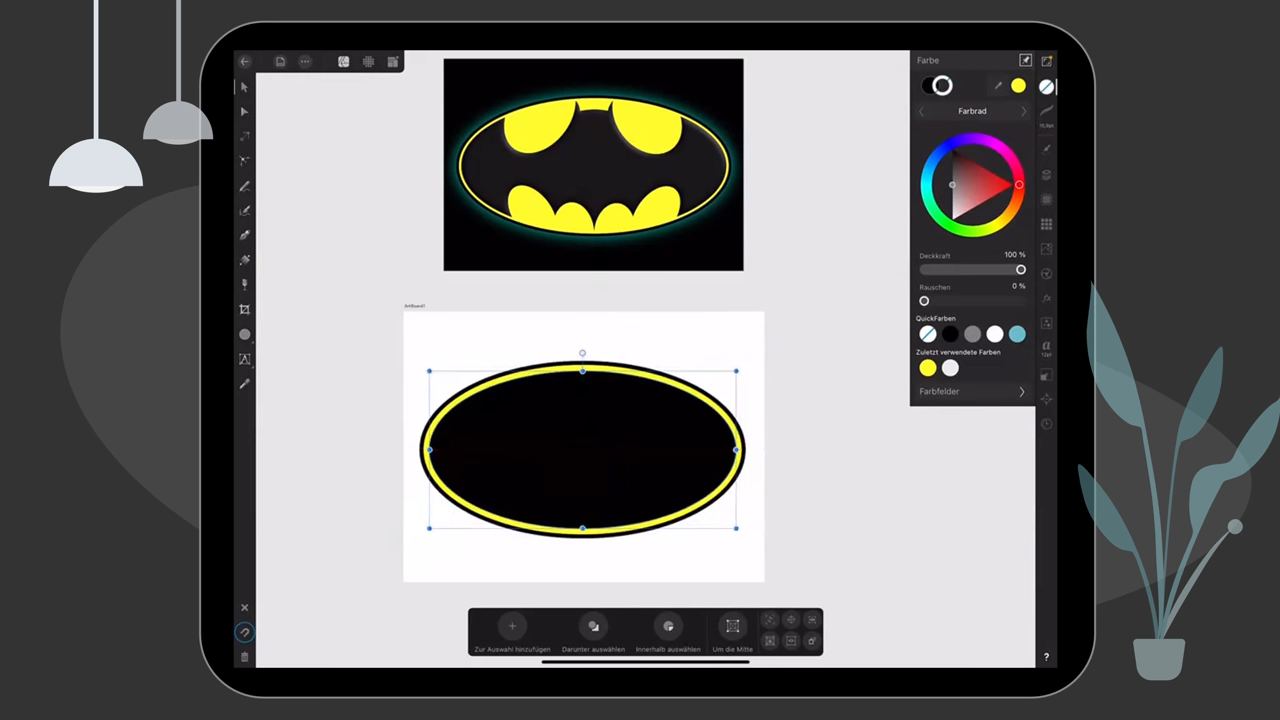 Farbe
Farbrad
Deckkraft 100 %
Rauschen 0 %
QuickFarben
Zuletzt verwendete Farben
Farbfelder
ArtBoard1
Zur Auswahl hinzufügen
Darunter auswählen
Innerhalb auswählen
Um die Mitte
?